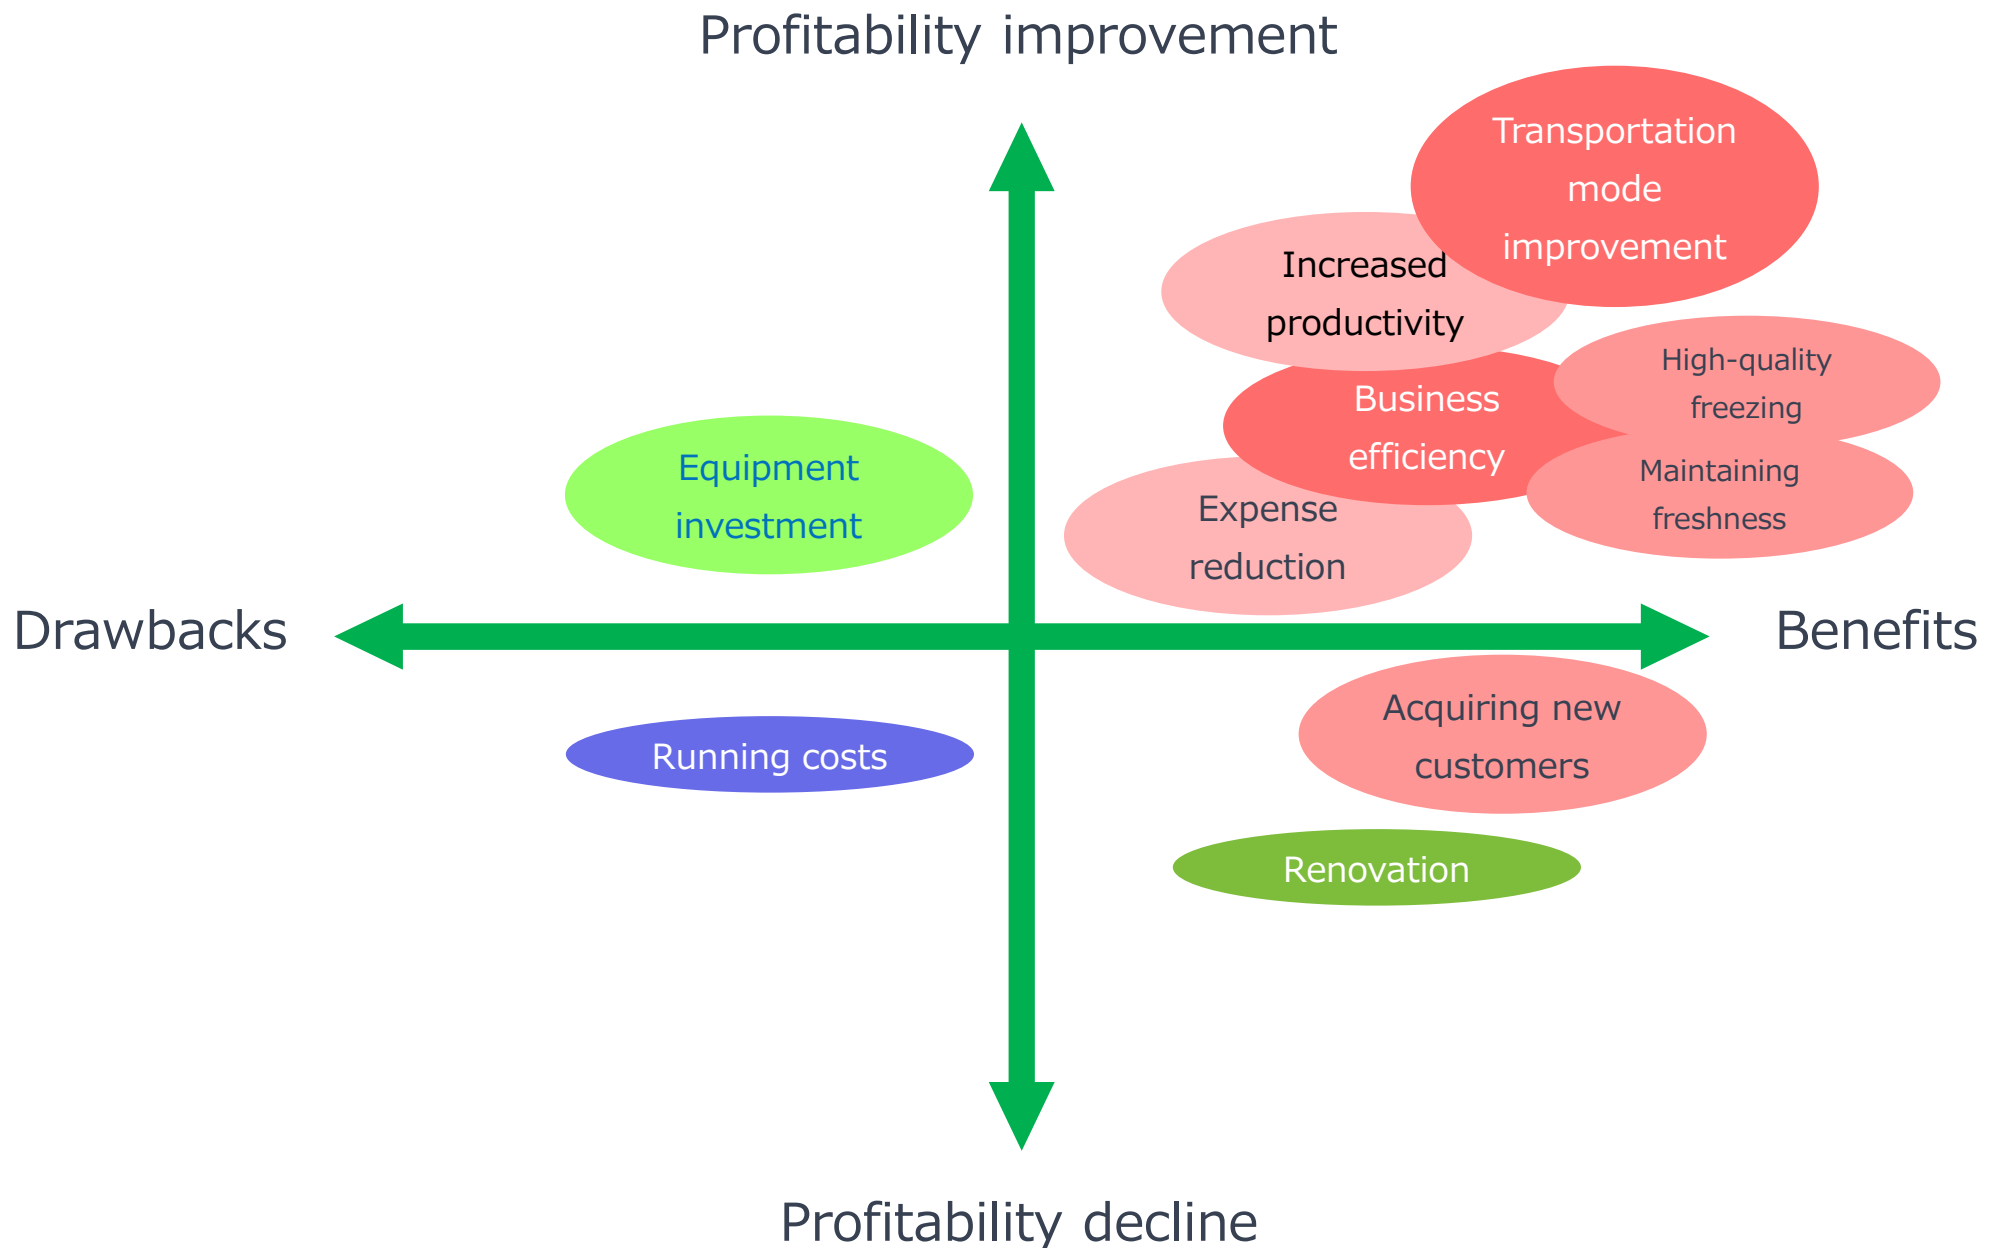 Profitability improvement
Transportation
mode
improvement
Increased
productivity
High-quality
freezing
Business
efficiency
Maintaining
freshness
Equipment
investment
Expense
reduction
Drawbacks
Benefits
Acquiring new
customers
Running costs
Renovation
Profitability decline